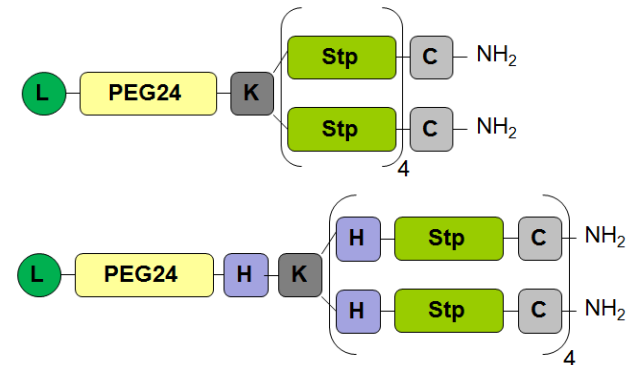 Stp C NH₂
L PEG24 K
Stp C NH₂
4
H Stp C NH₂
L PEG24 H K
H Stp C NH₂
4